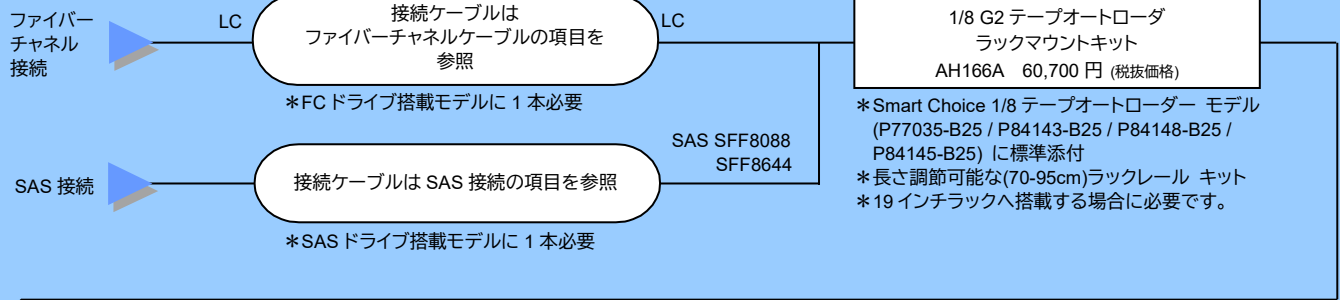 ファイバー
チャネル
接続
LC
接続ケーブルは
ファイバーチャネルケーブルの項目を
参照
LC
＊FC ドライブ搭載モデルに 1 本必要
SAS 接続
接続ケーブルは SAS 接続の項目を参照
SAS SFF8088
SFF8644
＊SAS ドライブ搭載モデルに 1 本必要
1/8 G2 テープオートローダ
ラックマウントキット
AH166A 60,700 円 (税抜価格)
＊Smart Choice 1/8 テープオートローダー モデル
(P77035-B25 / P84143-B25 / P84148-B25 /
P84145-B25) に標準添付
＊長さ調節可能な(70-95cm)ラックレール キット
＊19 インチラックへ搭載する場合に必要です。